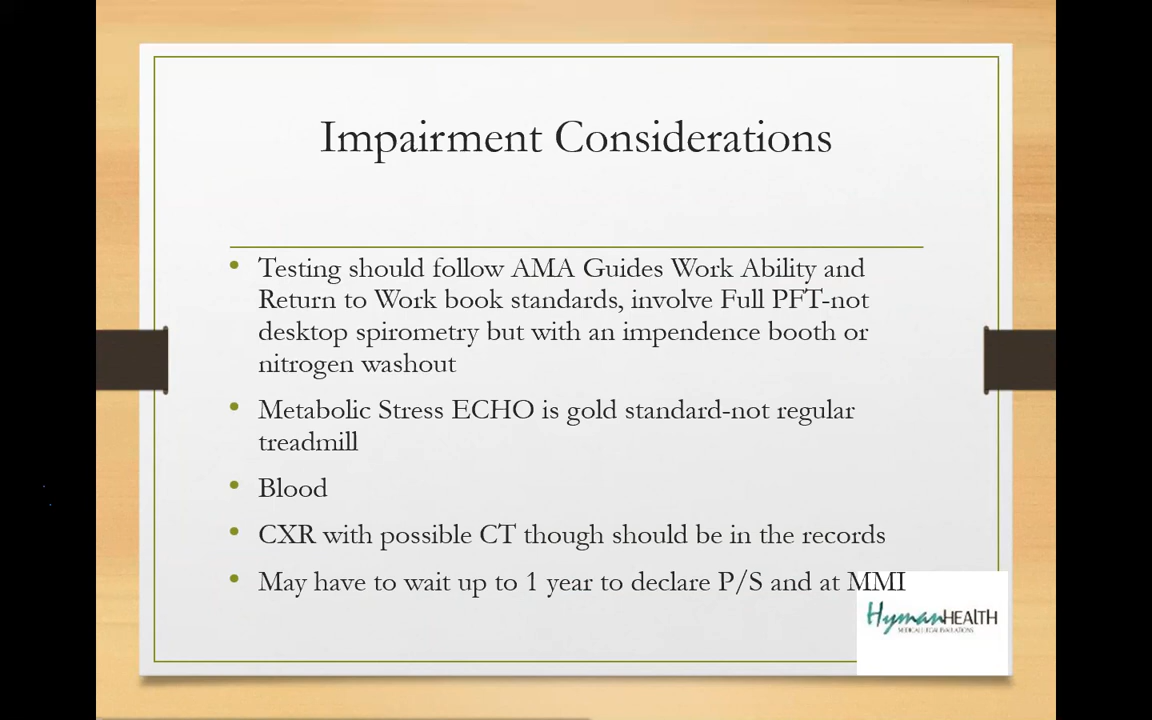 Impairment Considerations
• Testing should follow AMA Guides Work Ability and
Return to Work book standards, involve Full PFT-not
desktop spirometry but with an impendence booth or
nitrogen washout
• Metabolic Stress ECHO is gold standard-not regular
treadmill
• Blood
• CXR with possible CT though should be in the records
• May have to wait up to 1 year to declare P/S and at MMI
HymanHEALTH